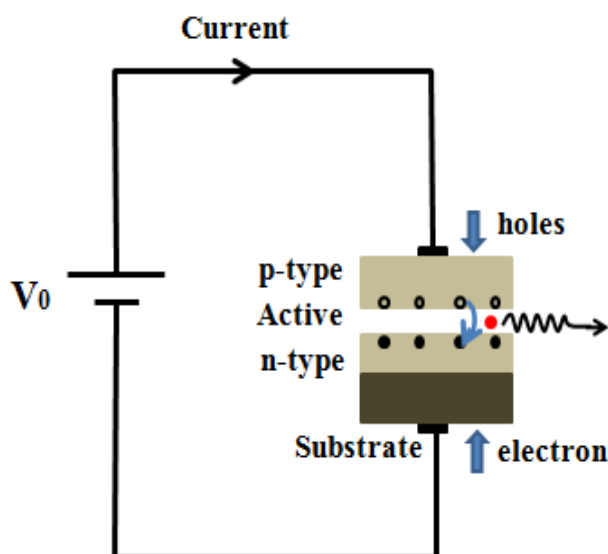 Current
holes
p-type
V0
Active
n-type
Substrate
electron